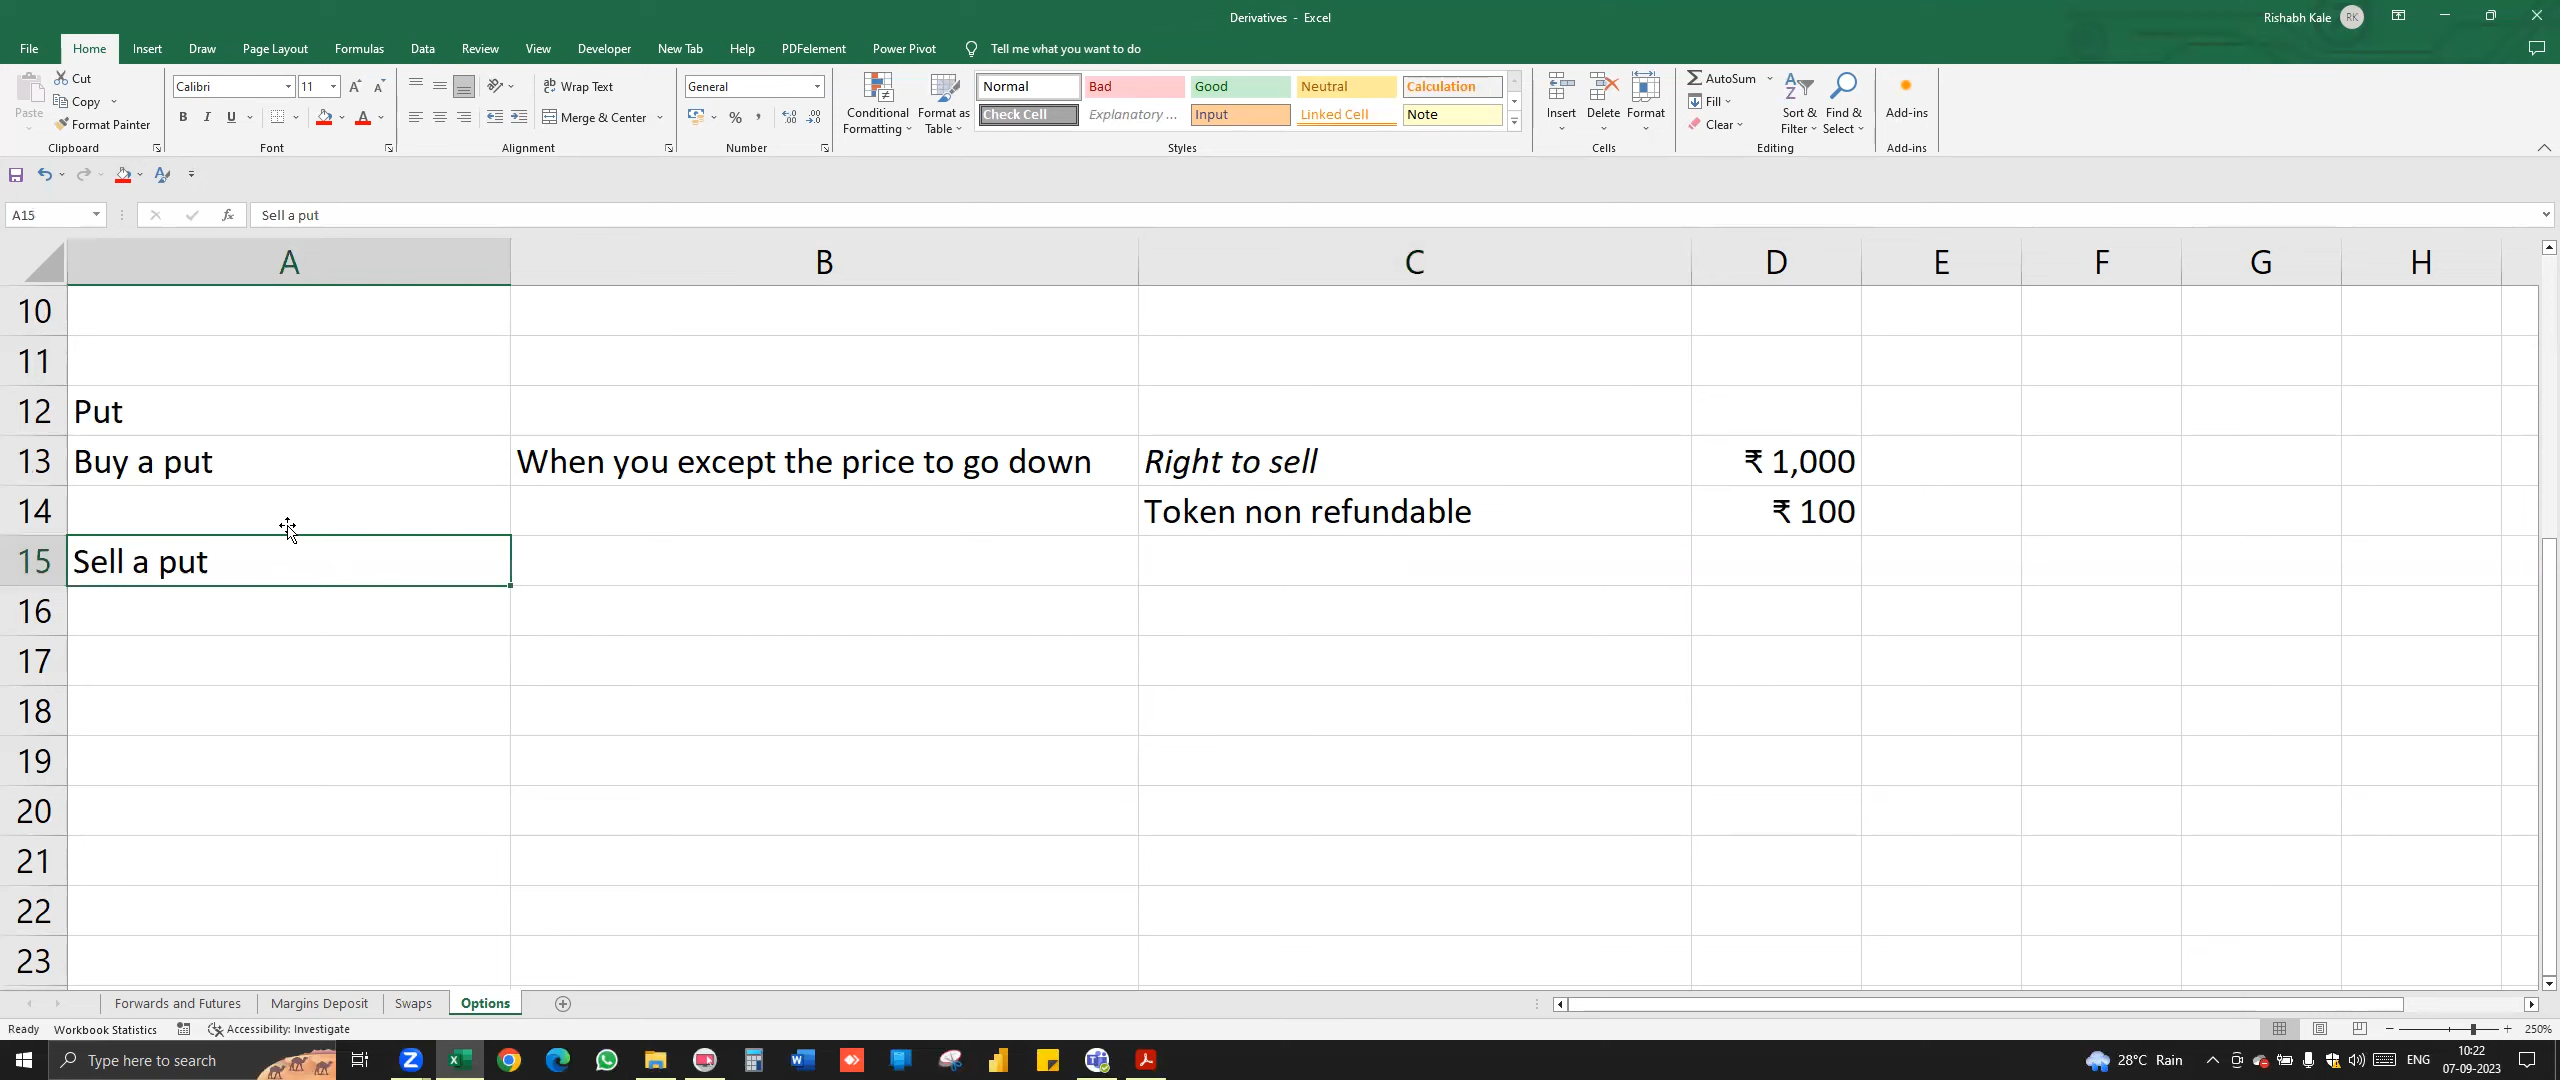 Derivatives - Excel
Rishabh Kale RK
File Home Insert Draw Page Layout Formulas Data Review View Developer New Tab Help PDFelement Power Pivot Tell me what you want to do
Paste Cut Copy Format Painter
Clipboard
Calibri 11
B I U
Font
Wrap Text
Merge & Center
Alignment
General
Number
Conditional Formatting
Format as Table
Normal Bad Good Neutral Calculation
Check Cell Explanatory ... Input Linked Cell Note
Styles
Insert Delete Format
Cells
AutoSum
Fill
Clear
Sort & Filter
Find & Select
Editing
Add-ins
Add-ins
A15 fx Sell a put
A B C D E F G H
10
11
12 Put
13 Buy a put When you except the price to go down Right to sell ₹ 1,000
14 Token non refundable ₹ 100
15 Sell a put
16
17
18
19
20
21
22
23
Forwards and Futures Margins Deposit Swaps Options
Ready Workbook Statistics Accessibility: Investigate 250%
Type here to search 28°C Rain ENG 10:22
07-09-2023